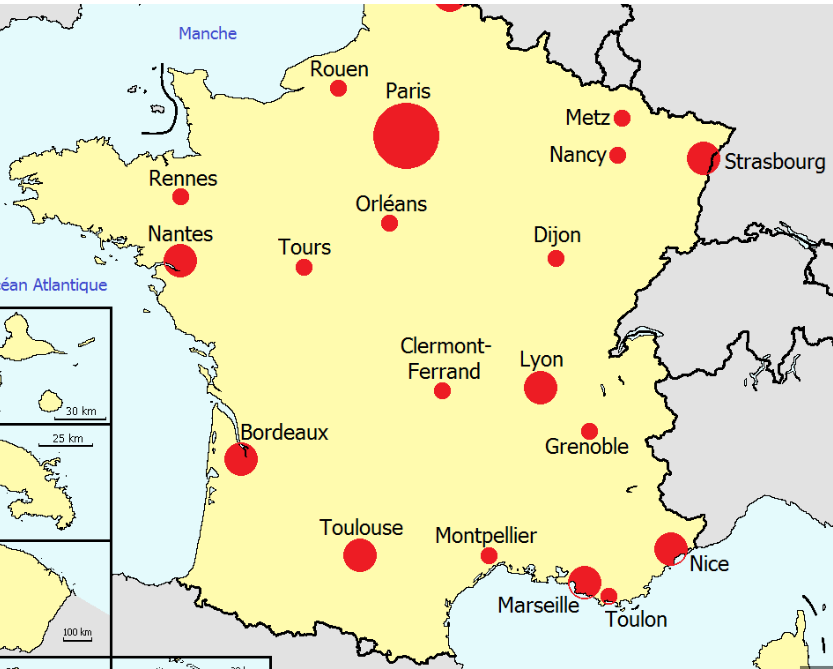 Manche
Rouen
Paris
Metz
Nancy
Strasbourg
Rennes
Orléans
Nantes
Tours
Dijon
éan Atlantique
Clermont-
Ferrand
Lyon
30 km
Bordeaux
25 km
Grenoble
Toulouse
Montpellier
Nice
Marseille
Toulon
100 km